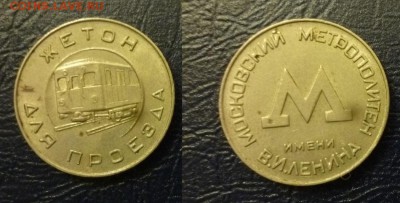 ЖЕТОН
ДЛЯ ПРОЕЗДА
МОСКОВСКИЙ МЕТРОПОЛИТЕН
М
ИМЕНИ
В.И.ЛЕНИНА